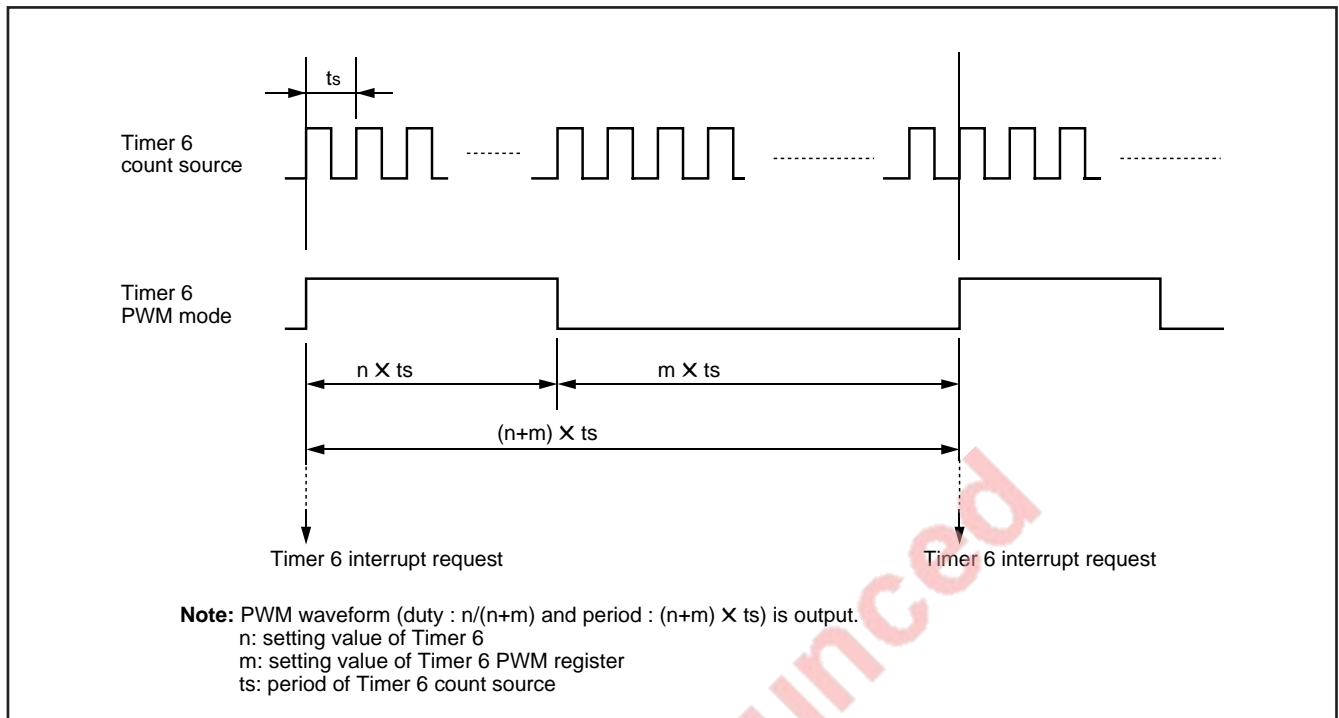 ts
Timer 6
count source
Timer 6
PWM mode
n X ts
m X ts
(n+m) X ts
Timer 6 interrupt request
Timer 6 interrupt request
Note: PWM waveform (duty : n/(n+m) and period : (n+m) X ts) is output.
n: setting value of Timer 6
m: setting value of Timer 6 PWM register
ts: period of Timer 6 count source
unced